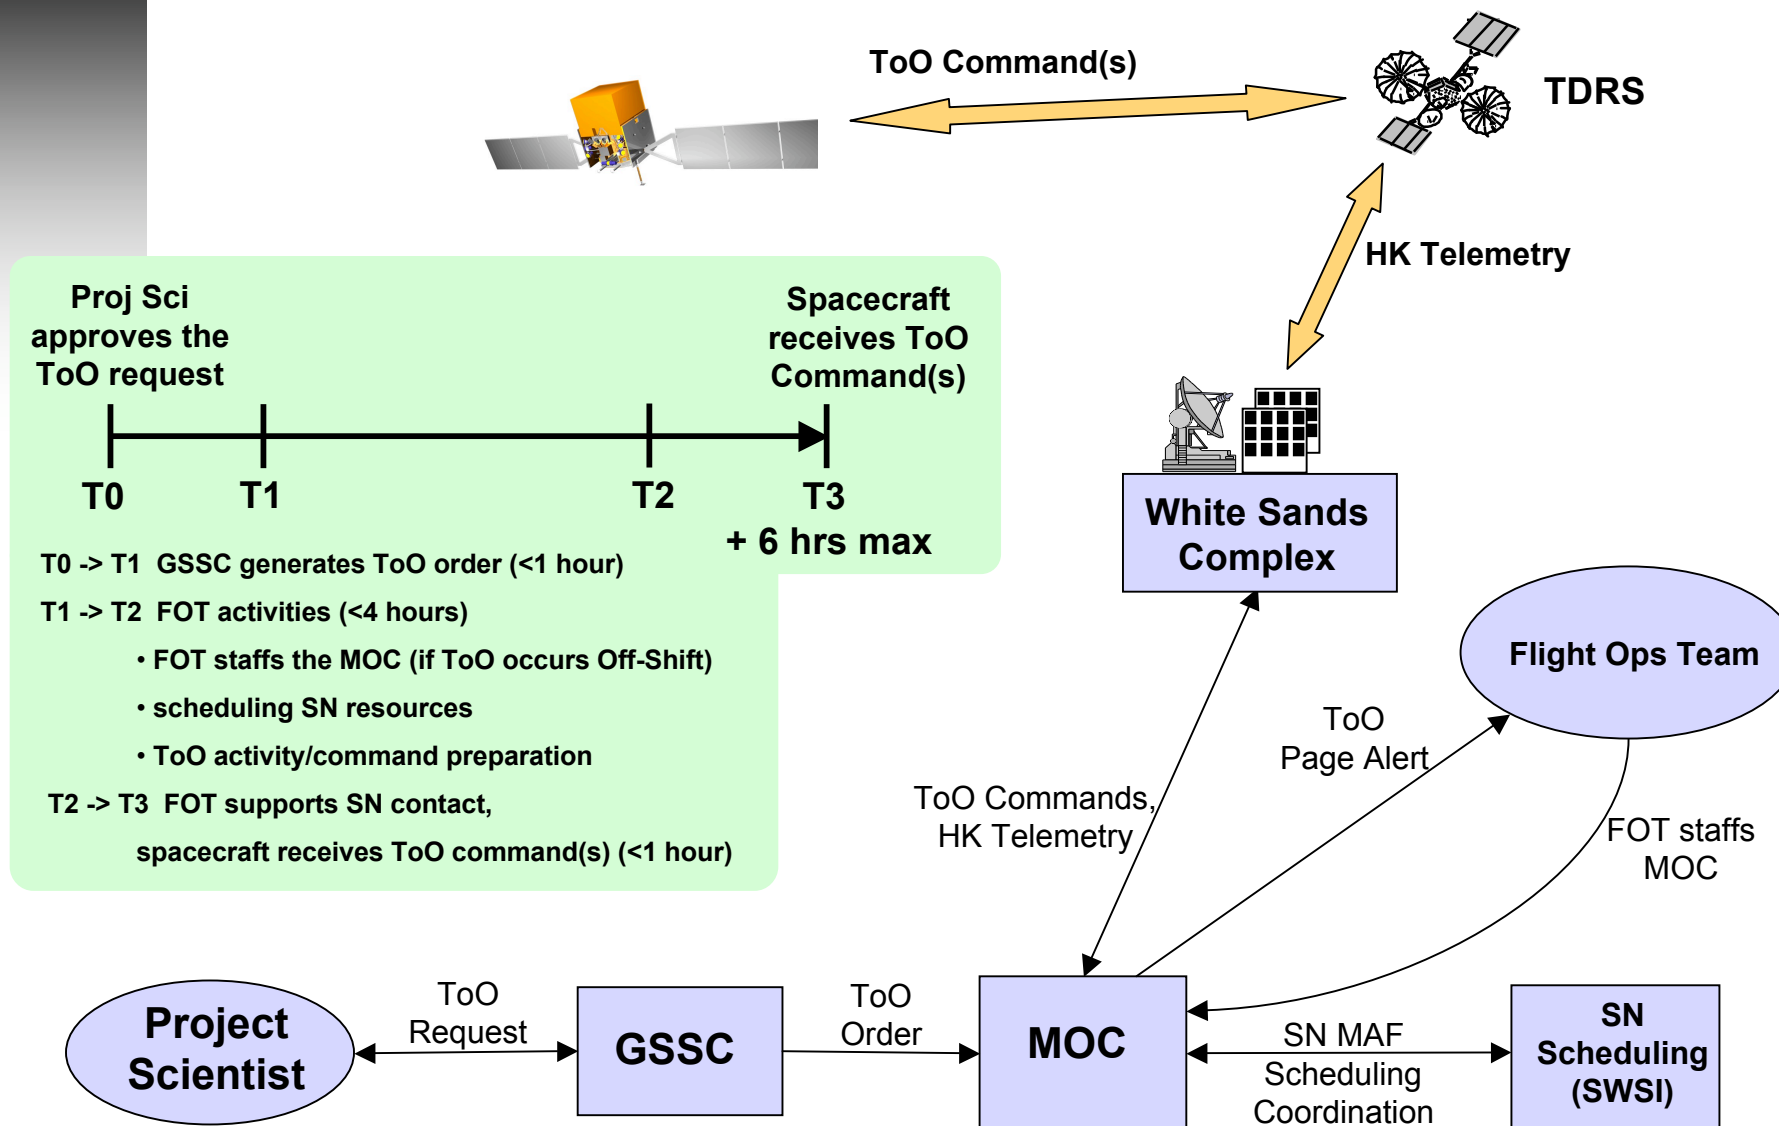 ToO Command(s)
TDRS
HK Telemetry
Proj Sci
approves the
ToO request
Spacecraft
receives ToO
Command(s)
T0
T1
T2
T3
+ 6 hrs max
T0 -> T1  GSSC generates ToO order (<1 hour)
T1 -> T2  FOT activities (<4 hours)
• FOT staffs the MOC (if ToO occurs Off-Shift)
• scheduling SN resources
• ToO activity/command preparation
T2 -> T3  FOT supports SN contact,
spacecraft receives ToO command(s) (<1 hour)
White Sands
Complex
Flight Ops Team
ToO
Page Alert
ToO Commands,
HK Telemetry
FOT staffs
MOC
Project
Scientist
ToO
Request
GSSC
ToO
Order
MOC
SN MAF
Scheduling
Coordination
SN
Scheduling
(SWSI)